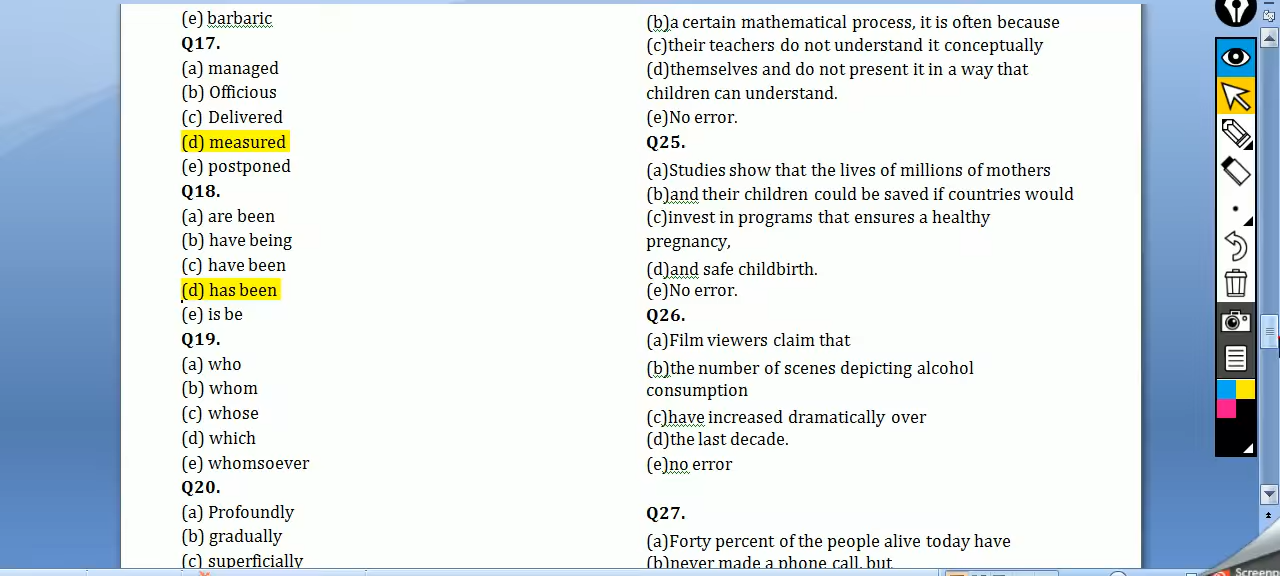 (e) barbaric
Q17.
(a) managed
(b) Officious
(c) Delivered
(d) measured
(e) postponed
Q18.
(a) are been
(b) have being
(c) have been
(d) has been
(e) is be
Q19.
(a) who
(b) whom
(c) whose
(d) which
(e) whomsoever
Q20.
(a) Profoundly
(b) gradually
(c) superficially
(b)a certain mathematical process, it is often because
(c)their teachers do not understand it conceptually
(d)themselves and do not present it in a way that
children can understand.
(e)No error.
Q25.
(a)Studies show that the lives of millions of mothers
(b)and their children could be saved if countries would
(c)invest in programs that ensures a healthy
pregnancy,
(d)and safe childbirth.
(e)No error.
Q26.
(a)Film viewers claim that
(b)the number of scenes depicting alcohol
consumption
(c)have increased dramatically over
(d)the last decade.
(e)no error
Q27.
(a)Forty percent of the people alive today have
(b)never made a phone call, but